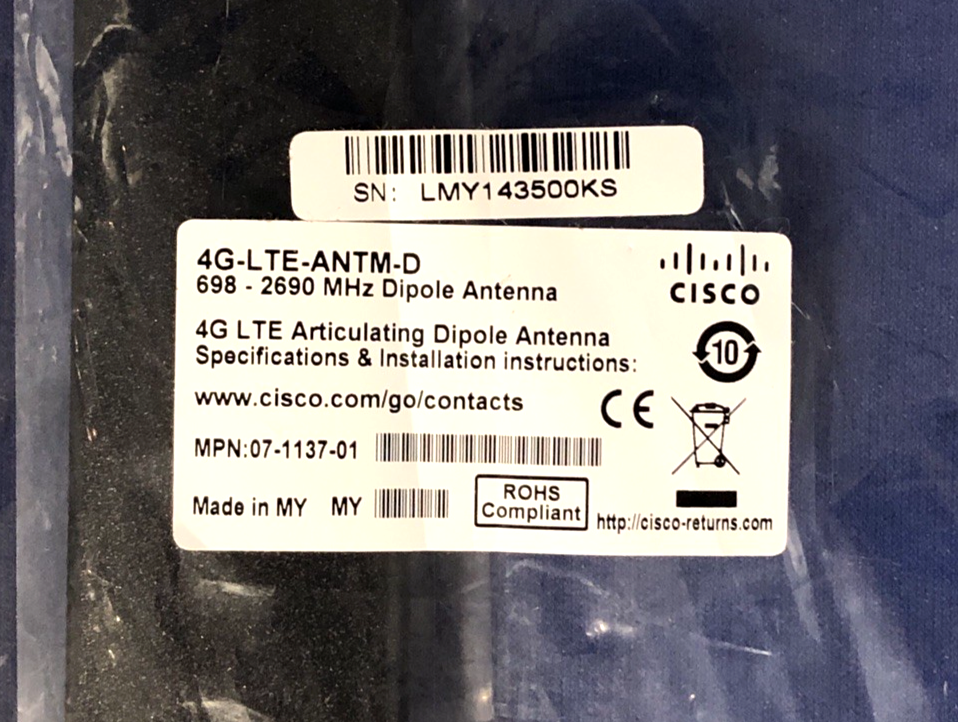 SN: LMY143500KS
4G-LTE-ANTM-D
698 - 2690 MHz Dipole Antenna
CISCO
4G LTE Articulating Dipole Antenna
Specifications & Installation instructions:
10
www.cisco.com/go/contacts
CE
MPN:07-1137-01
Made in MY MY
ROHS
Compliant
http://cisco-returns.com